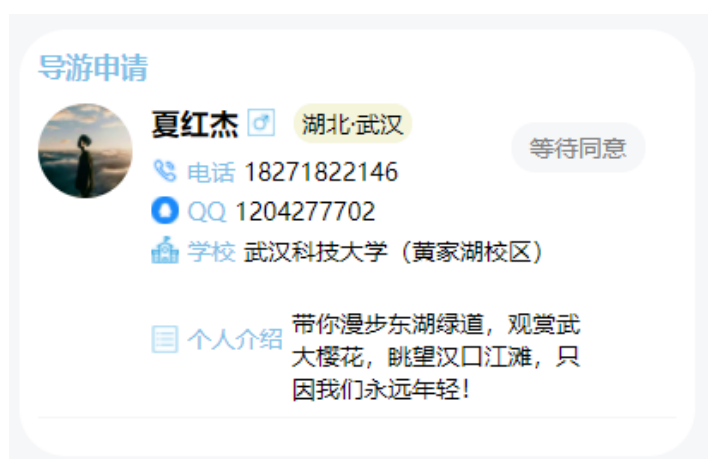 导游申请
夏红杰 湖北·武汉
等待同意
电话 18271822146
QQ 1204277702
学校 武汉科技大学（黄家湖校区）
个人介绍 带你漫步东湖绿道，观赏武
大樱花，眺望汉口江滩，只
因我们永远年轻！